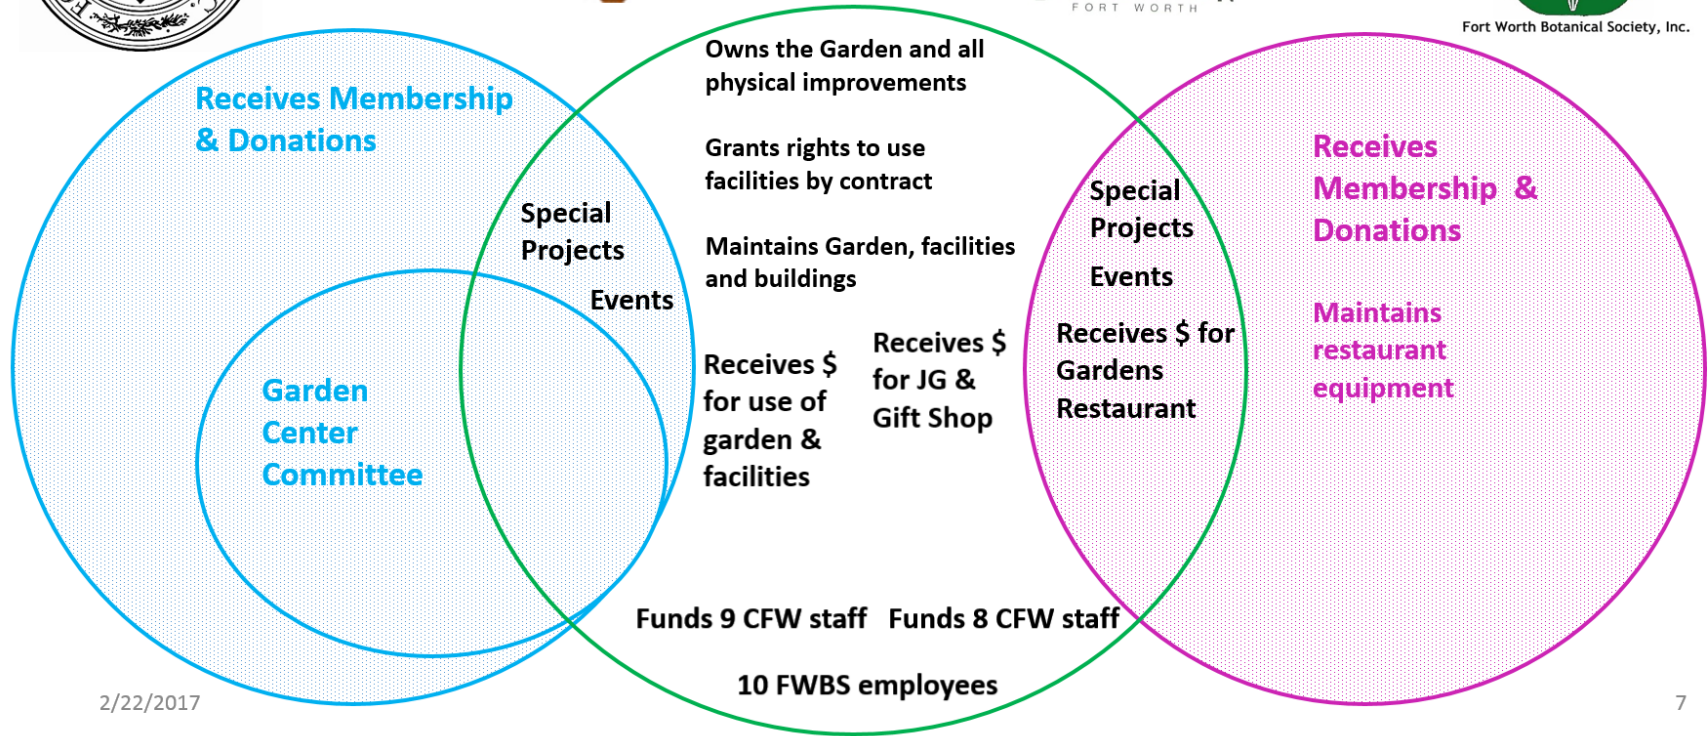 FORT WORTH
Fort Worth Botanical Society, Inc.
Receives Membership
& Donations
Special
Projects
Events
Garden
Center
Committee
Owns the Garden and all
physical improvements
Grants rights to use
facilities by contract
Maintains Garden, facilities
and buildings
Receives $
for use of
garden &
facilities
Receives $
for JG &
Gift Shop
Special
Projects
Events
Receives $ for
Gardens
Restaurant
Receives
Membership &
Donations
Maintains
restaurant
equipment
Funds 9 CFW staff Funds 8 CFW staff
10 FWBS employees
2/22/2017
7